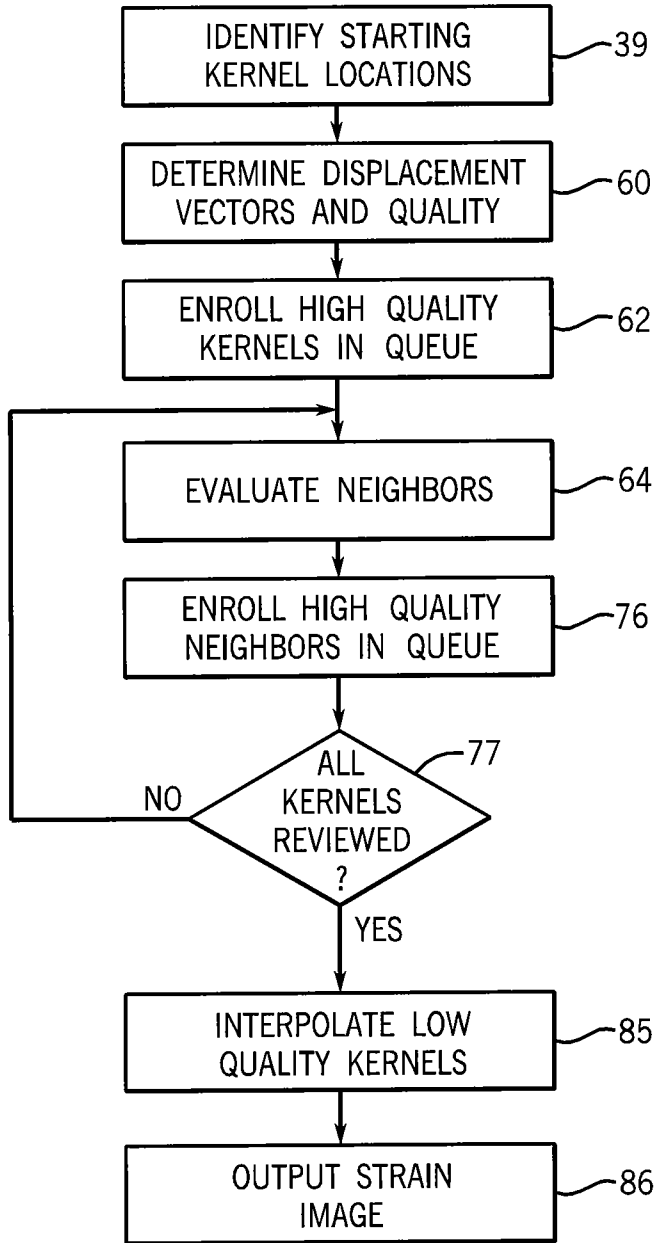 IDENTIFY STARTING
KERNEL LOCATIONS
39
DETERMINE DISPLACEMENT
VECTORS AND QUALITY
60
ENROLL HIGH QUALITY
KERNELS IN QUEUE
62
EVALUATE NEIGHBORS
64
ENROLL HIGH QUALITY
NEIGHBORS IN QUEUE
76
77
ALL
KERNELS
REVIEWED
?
NO
YES
INTERPOLATE LOW
QUALITY KERNELS
85
OUTPUT STRAIN
IMAGE
86